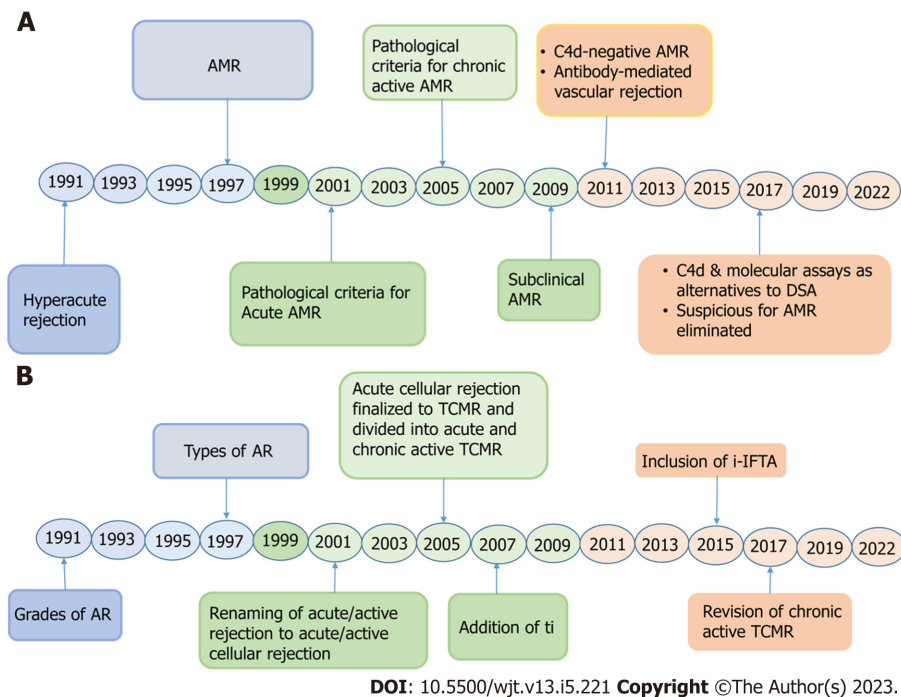 A
AMR
Pathological criteria for
chronic active
AMR
• C4d-negative AMR
• Antibody-mediated
vascular rejection
1991 1993 1995 1997 1999 2001 2003 2005 2007 2009 2011 2013 2015 2017 2019 2022
Hyperacute
rejection
Pathological criteria for
Acute AMR
Subclinical
AMR
• C4d & molecular assays as
alternatives to DSA
• Suspicious for AMR
eliminated
B
Types of AR
Acute cellular rejection
finalized to TCMR and
divided into acute and
chronic active TCMR
Inclusion of i-IFTA
1991 1993 1995 1997 1999 2001 2003 2005 2007 2009 2011 2013 2015 2017 2019 2022
Grades of AR
Renaming of acute/active
rejection to acute/active
cellular rejection
Addition of ti
Revision of chronic
active TCMR
DOI: 10.5500/wjt.v13.i5.221 Copyright ©The Author(s) 2023.